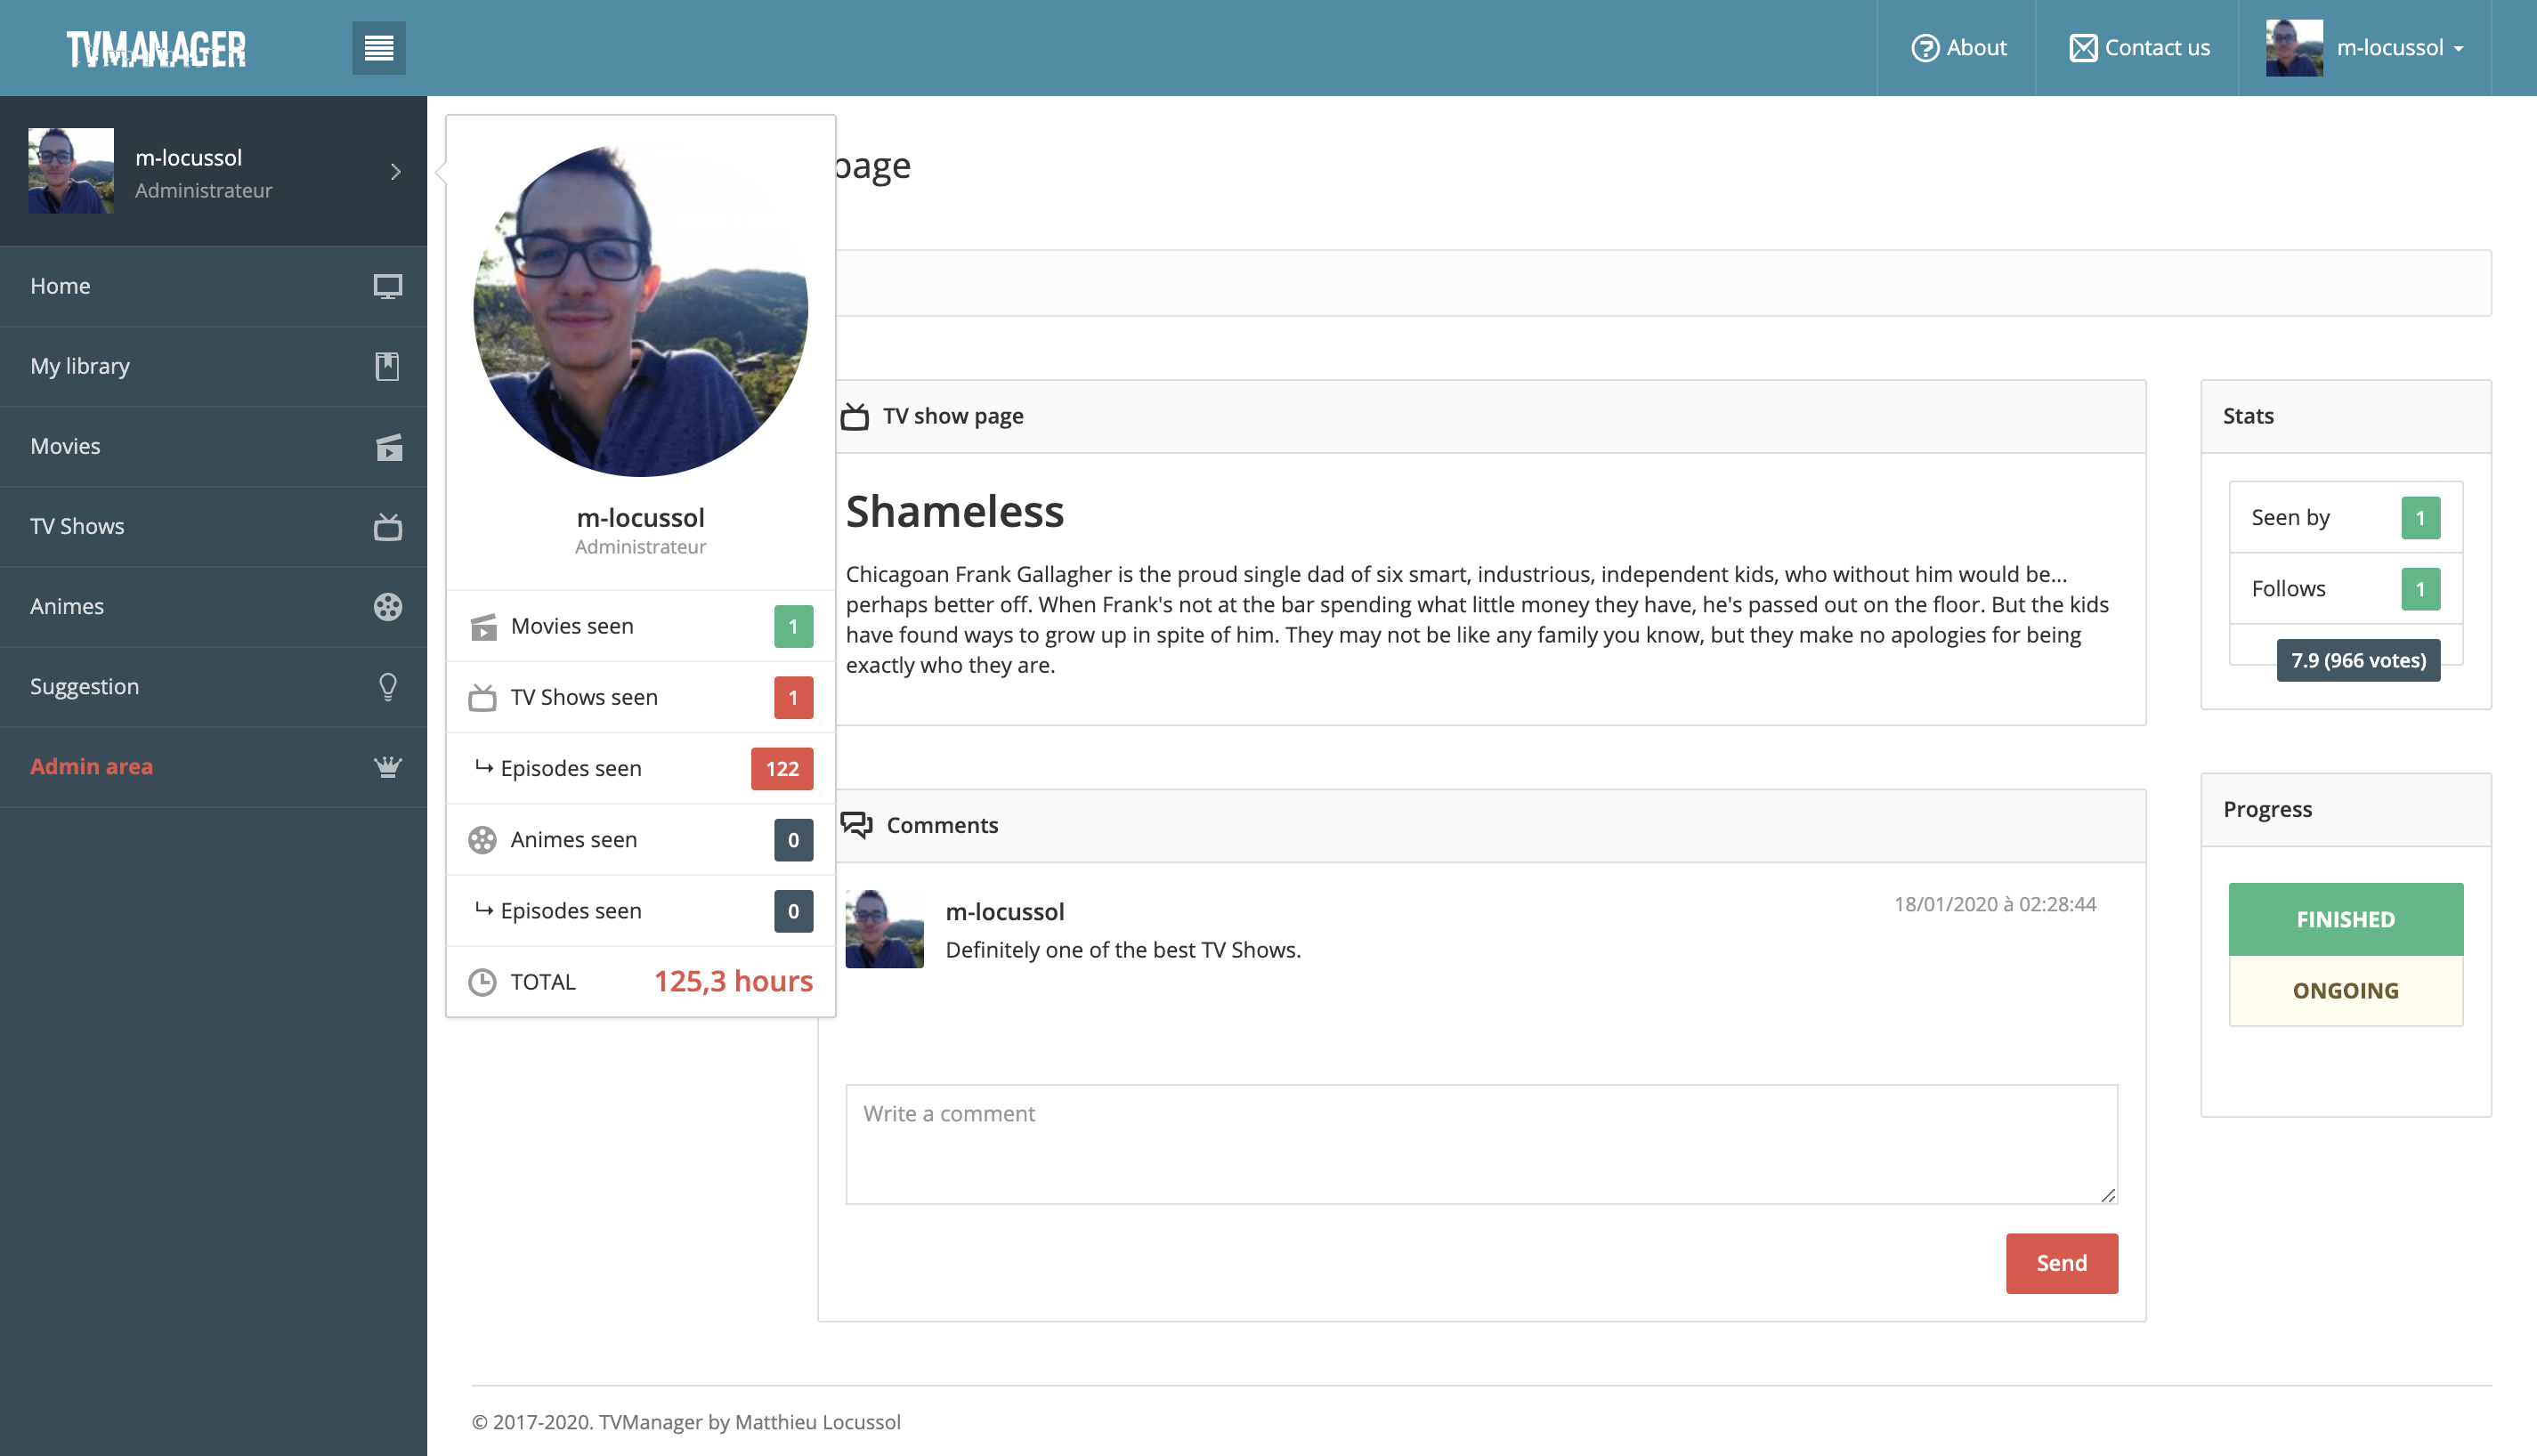 TVMANAGER
About
Contact us
m-locussol
m-locussol
Administrateur
Home
My library
Movies
TV Shows
Animes
Suggestion
Admin area
m-locussol
Administrateur
Movies seen 1
TV Shows seen 1
Episodes seen 122
Animes seen 0
Episodes seen 0
TOTAL 125,3 hours
page
TV show page
Shameless
Chicagoan Frank Gallagher is the proud single dad of six smart, industrious, independent kids, who without him would be...
perhaps better off. When Frank's not at the bar spending what little money they have, he's passed out on the floor. But the kids
have found ways to grow up in spite of him. They may not be like any family you know, but they make no apologies for being
exactly who they are.
Comments
m-locussol
18/01/2020 à 02:28:44
Definitely one of the best TV Shows.
Write a comment
Send
Stats
Seen by 1
Follows 1
7.9 (966 votes)
Progress
FINISHED
ONGOING
© 2017-2020. TVManager by Matthieu Locussol